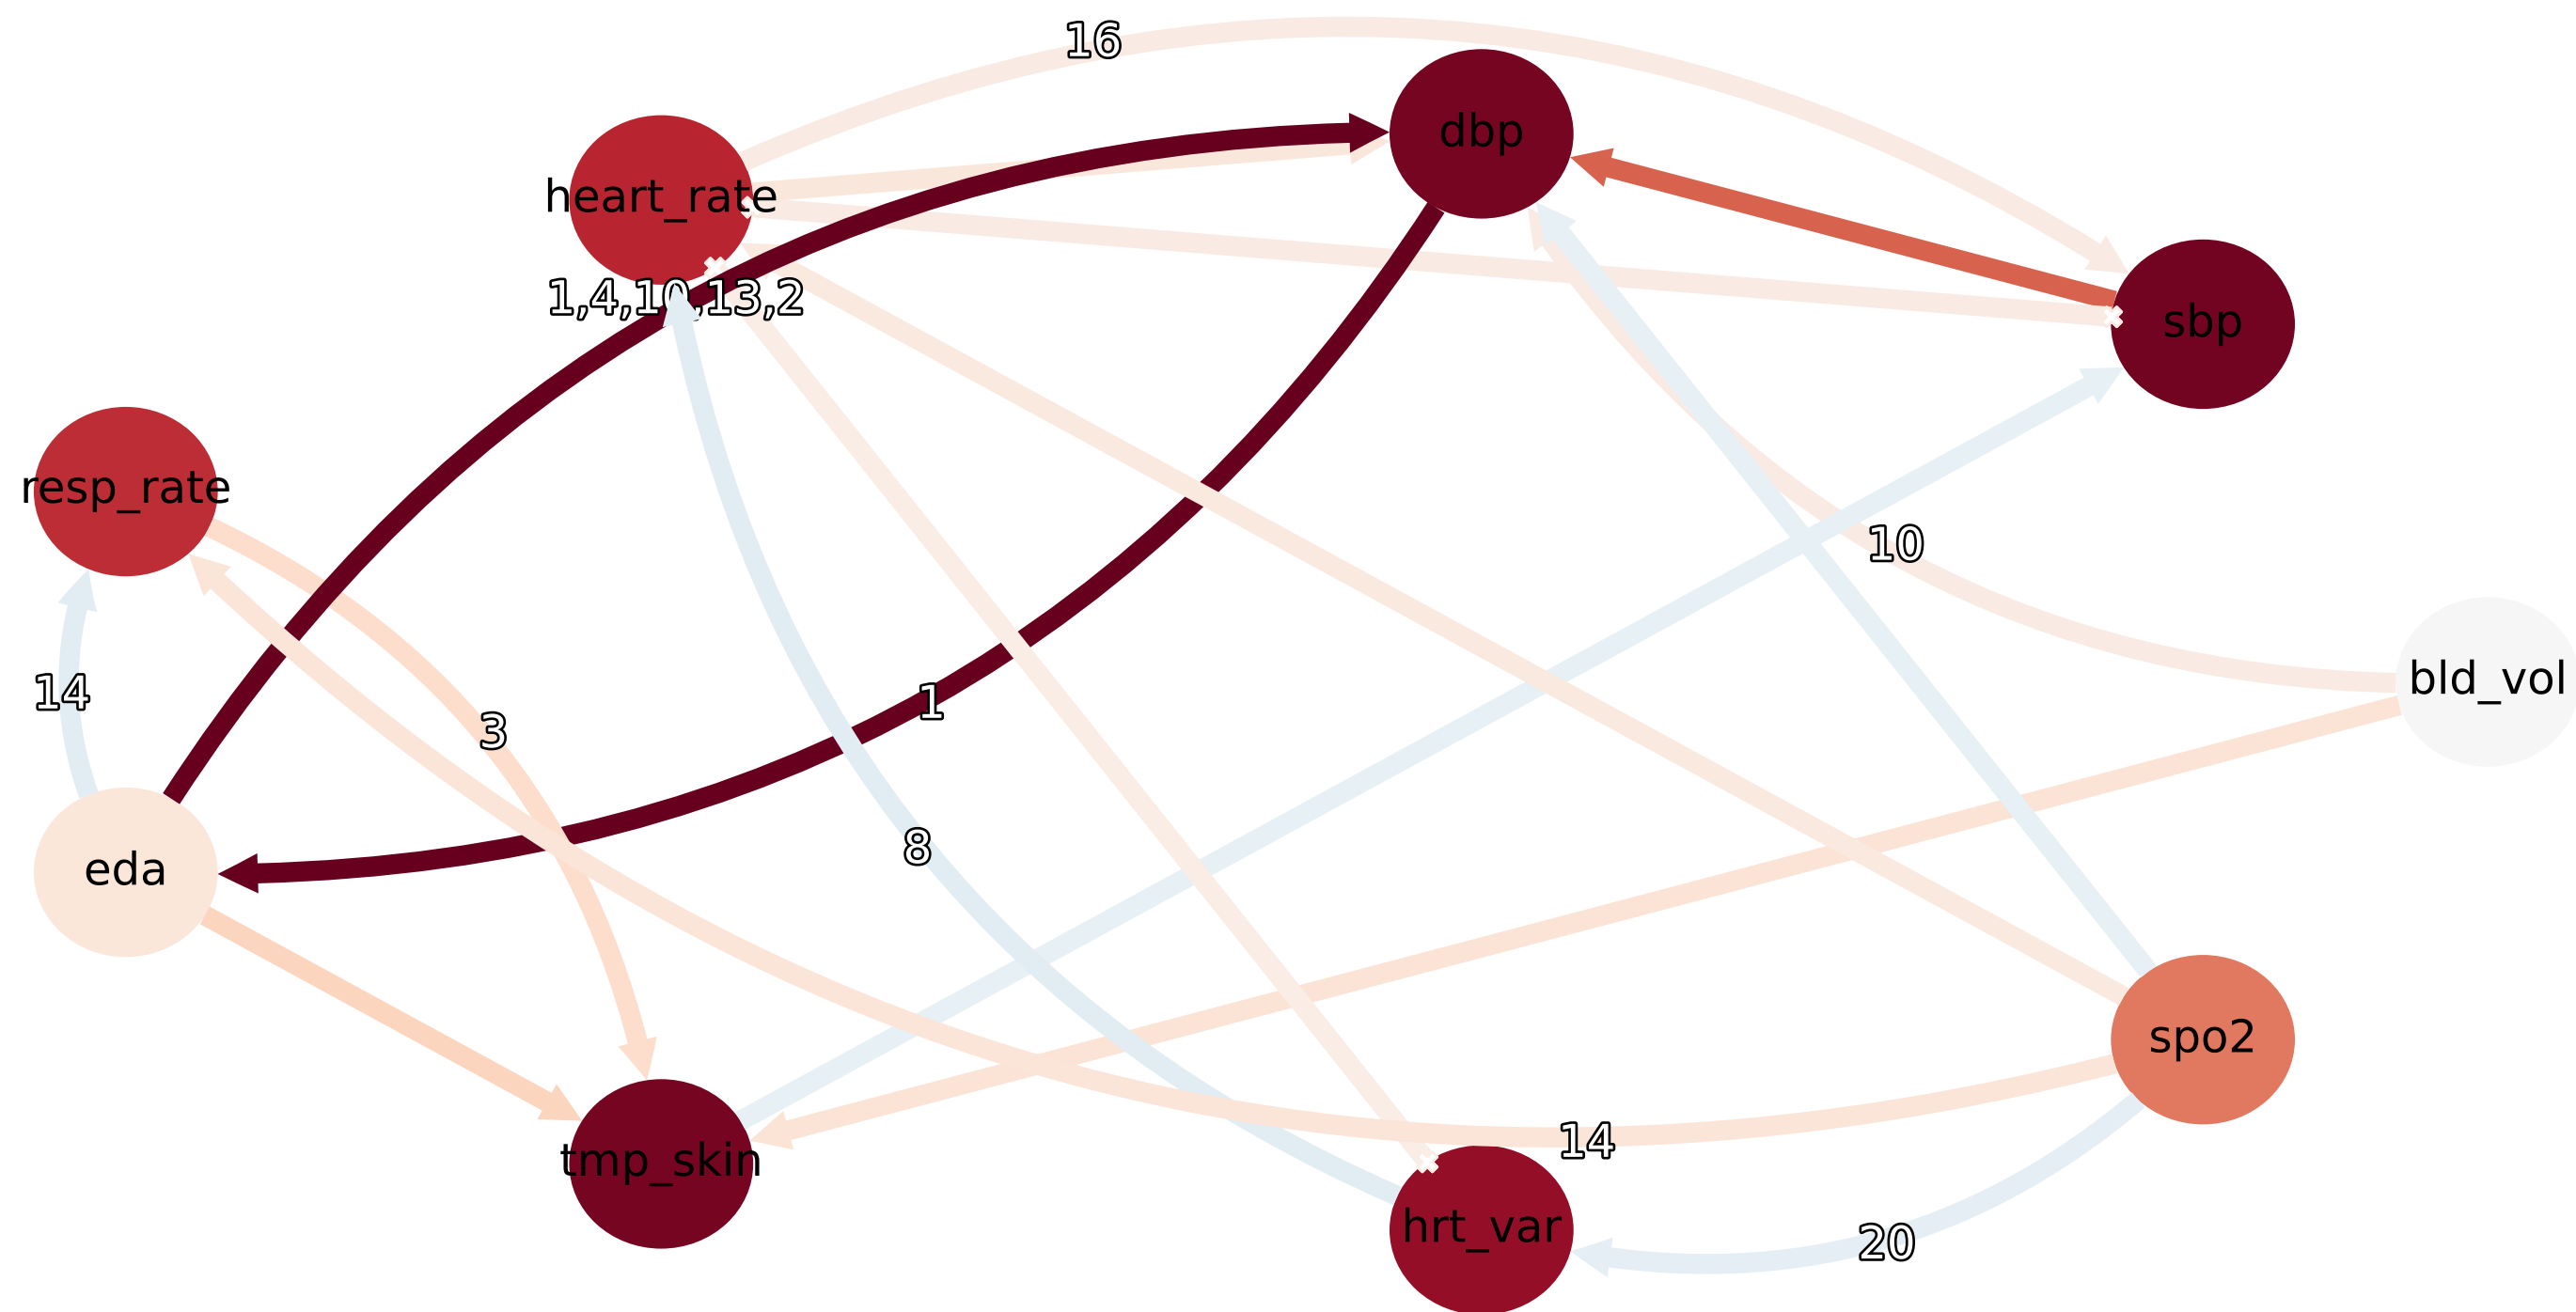 16
dbp
heart_rate
1,4,10,13,2
sbp
resp_rate
10
bld_vol
14
3
1
8
eda
spo2
14
tmp_skin
hrt_var
20